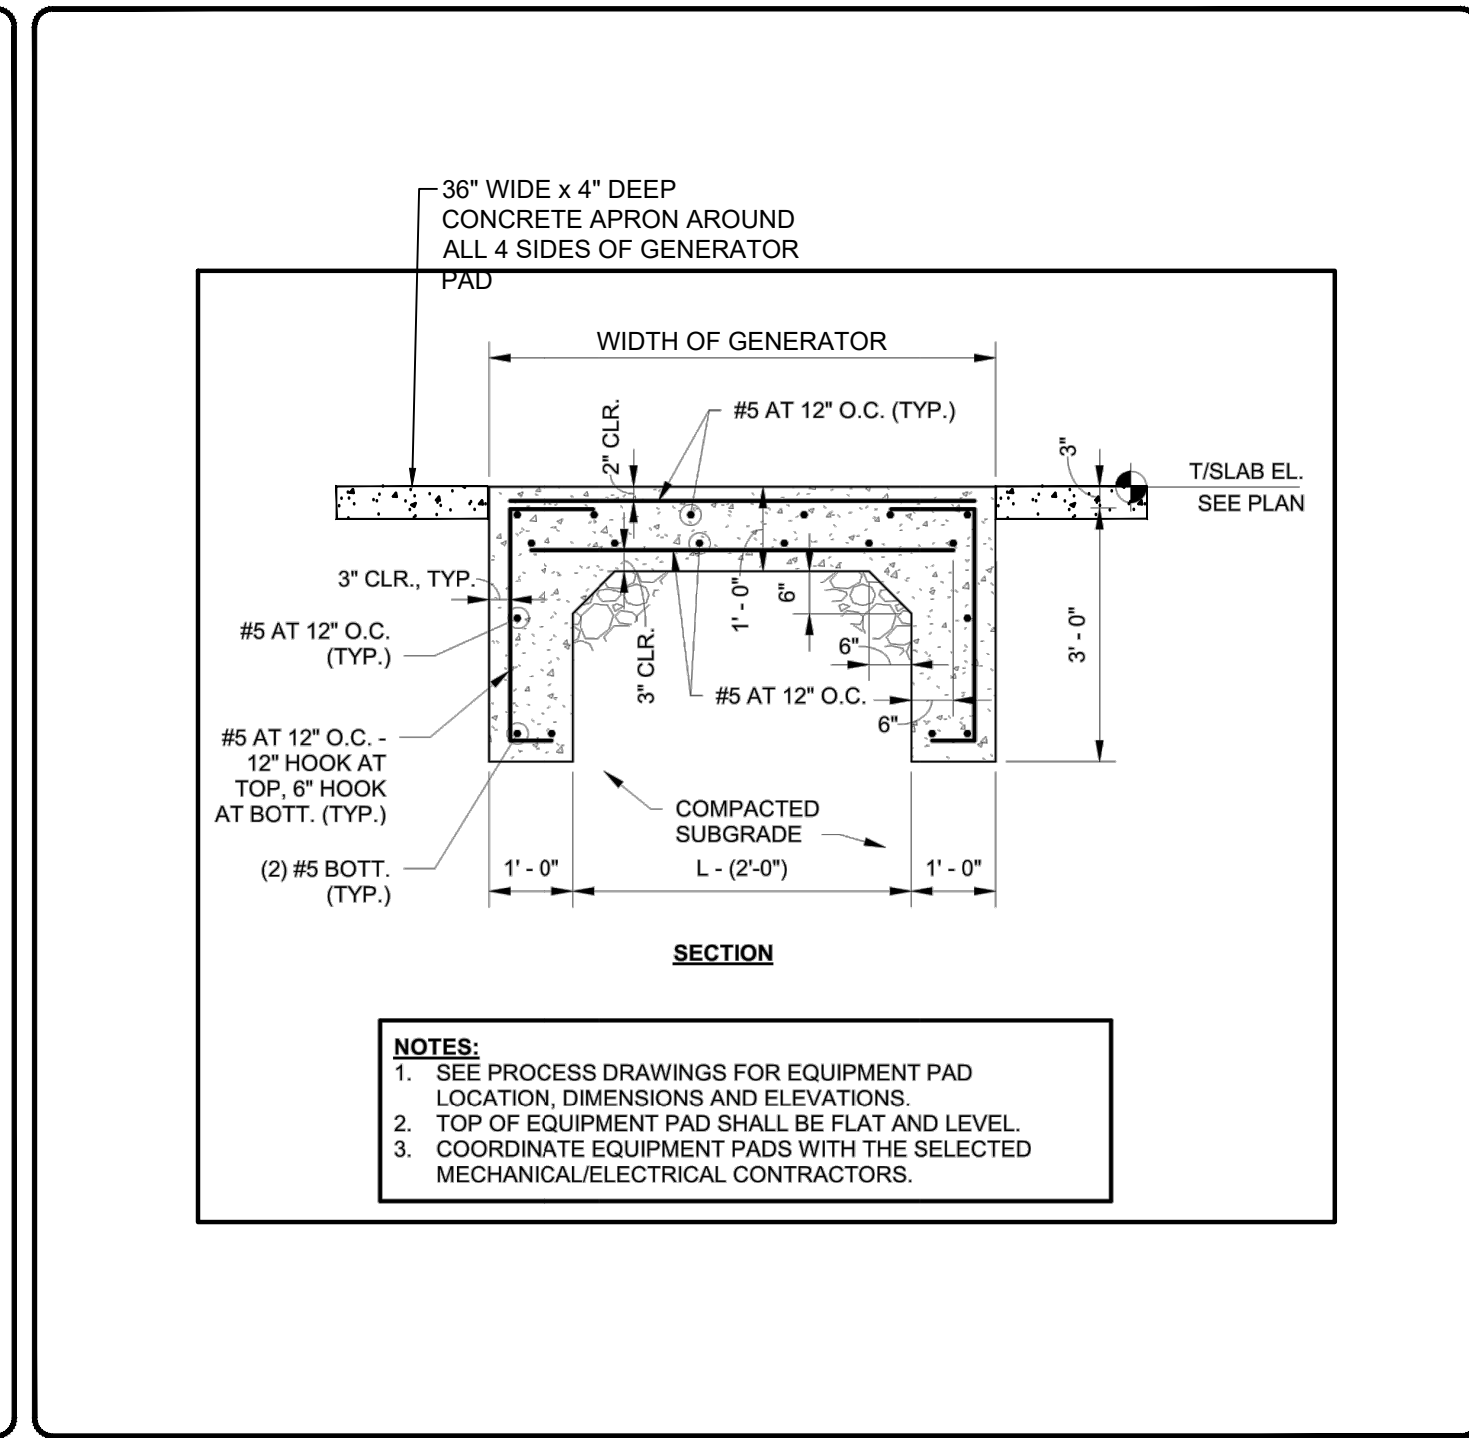 36" WIDE x 4" DEEP
CONCRETE APRON AROUND
ALL 4 SIDES OF GENERATOR
PAD
WIDTH OF GENERATOR
#5 AT 12" O.C. (TYP.)
2" CLR.
3"
T/SLAB EL.
SEE PLAN
3" CLR., TYP.
#5 AT 12" O.C.
(TYP.)
3" CLR.
1' - 0"
6"
6"
3' - 0"
#5 AT 12" O.C.
6"
#5 AT 12" O.C. -
12" HOOK AT
TOP, 6" HOOK
AT BOTT. (TYP.)
COMPACTED
SUBGRADE
(2) #5 BOTT.
(TYP.)
1' - 0"
L - (2'-0")
1' - 0"
SECTION
NOTES:
1. SEE PROCESS DRAWINGS FOR EQUIPMENT PAD
LOCATION, DIMENSIONS AND ELEVATIONS.
2. TOP OF EQUIPMENT PAD SHALL BE FLAT AND LEVEL.
3. COORDINATE EQUIPMENT PADS WITH THE SELECTED
MECHANICAL/ELECTRICAL CONTRACTORS.